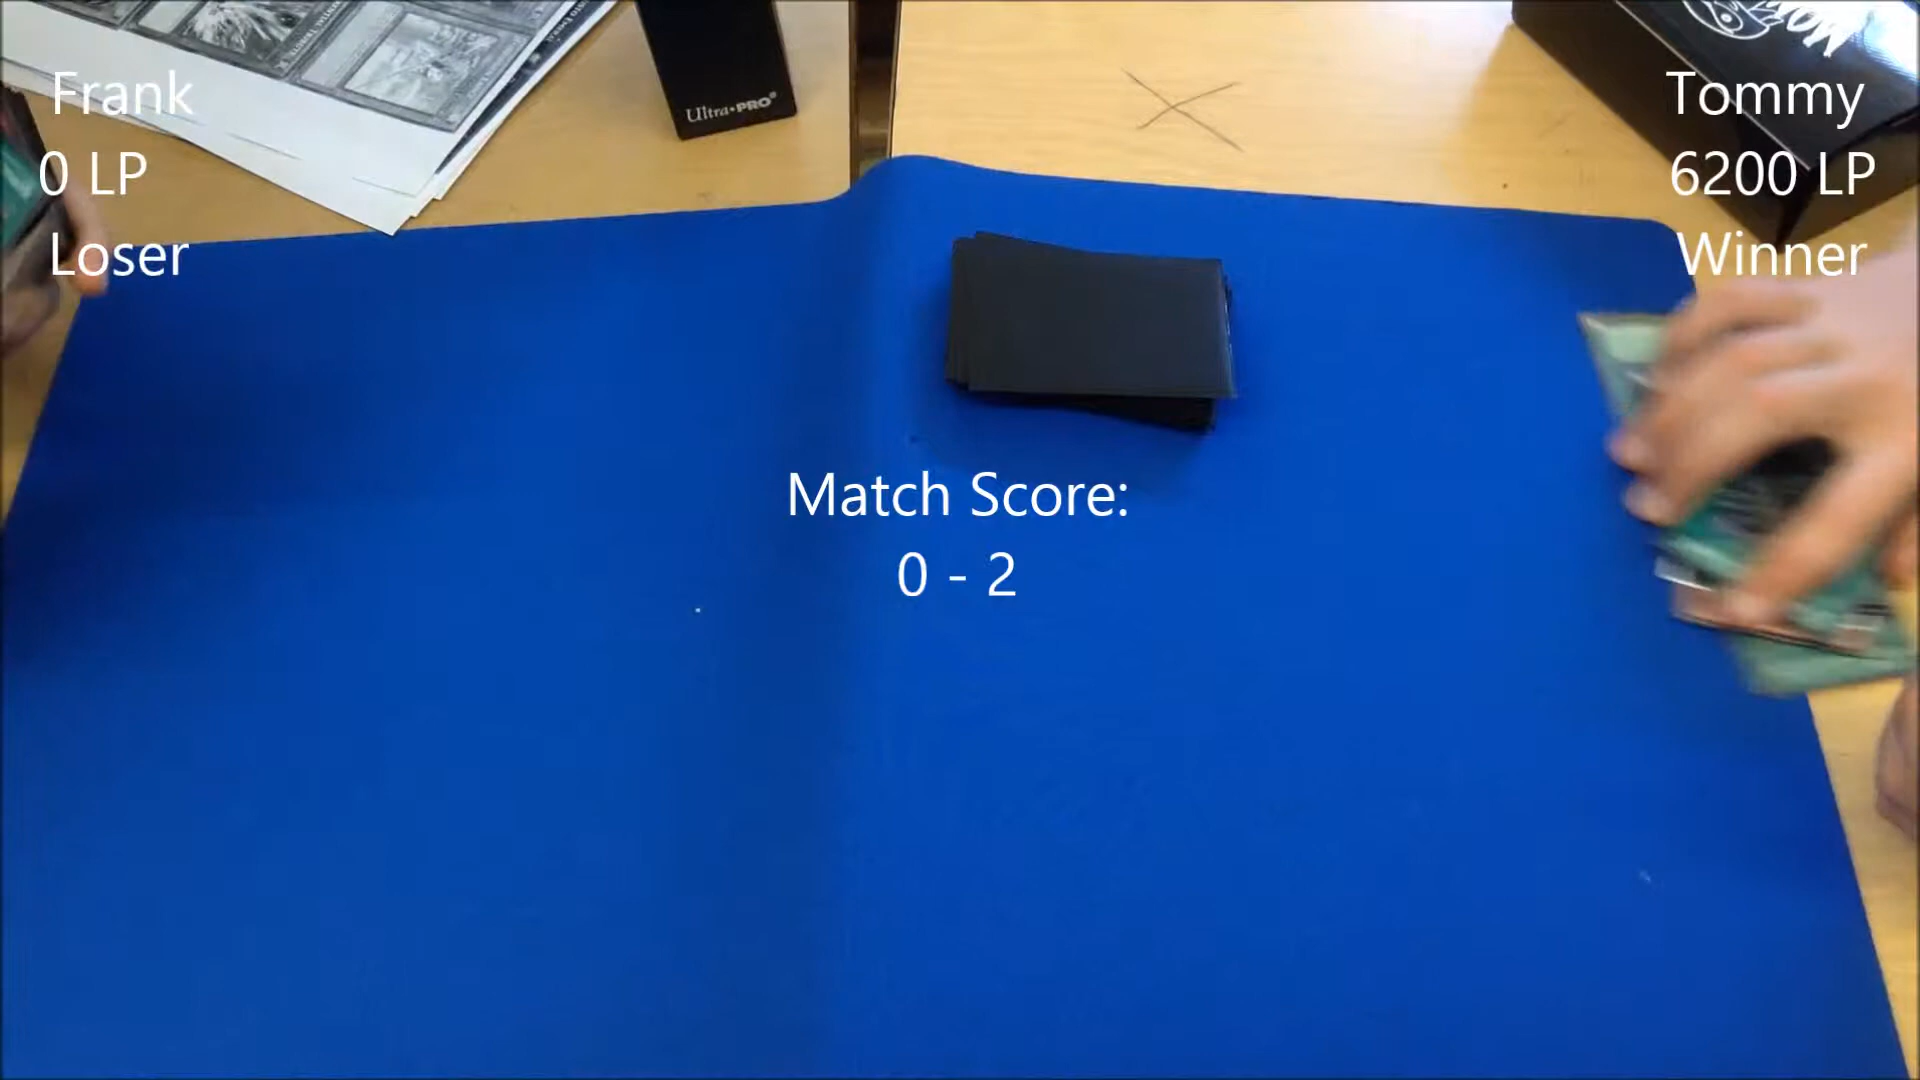 Frank
0 LP
Loser
Tommy
6200 LP
Winner
Match Score:
0 - 2
Ultra•PRO®